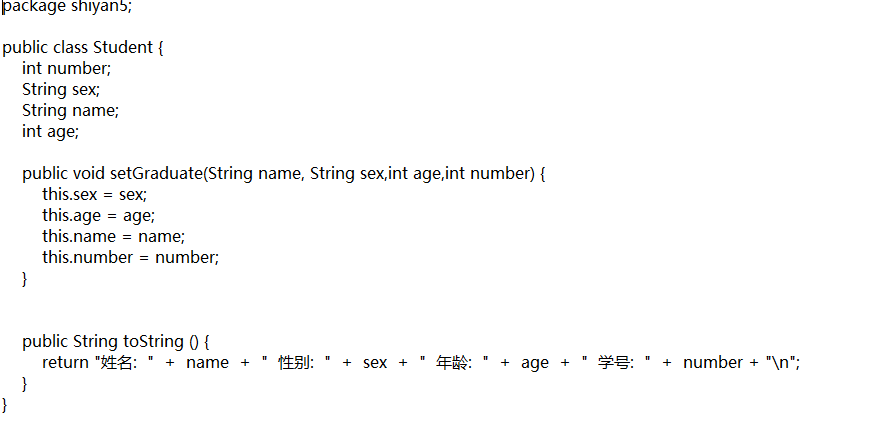 package shiyan5;
public class Student {
int number;
String sex;
String name;
int age;
public void setGraduate(String name, String sex,int age,int number) {
this.sex = sex;
this.age = age;
this.name = name;
this.number = number;
}
public String toString () {
return "姓名: " + name + " 性别: " + sex + " 年龄: " + age + " 学号: " + number + "\n";
}
}